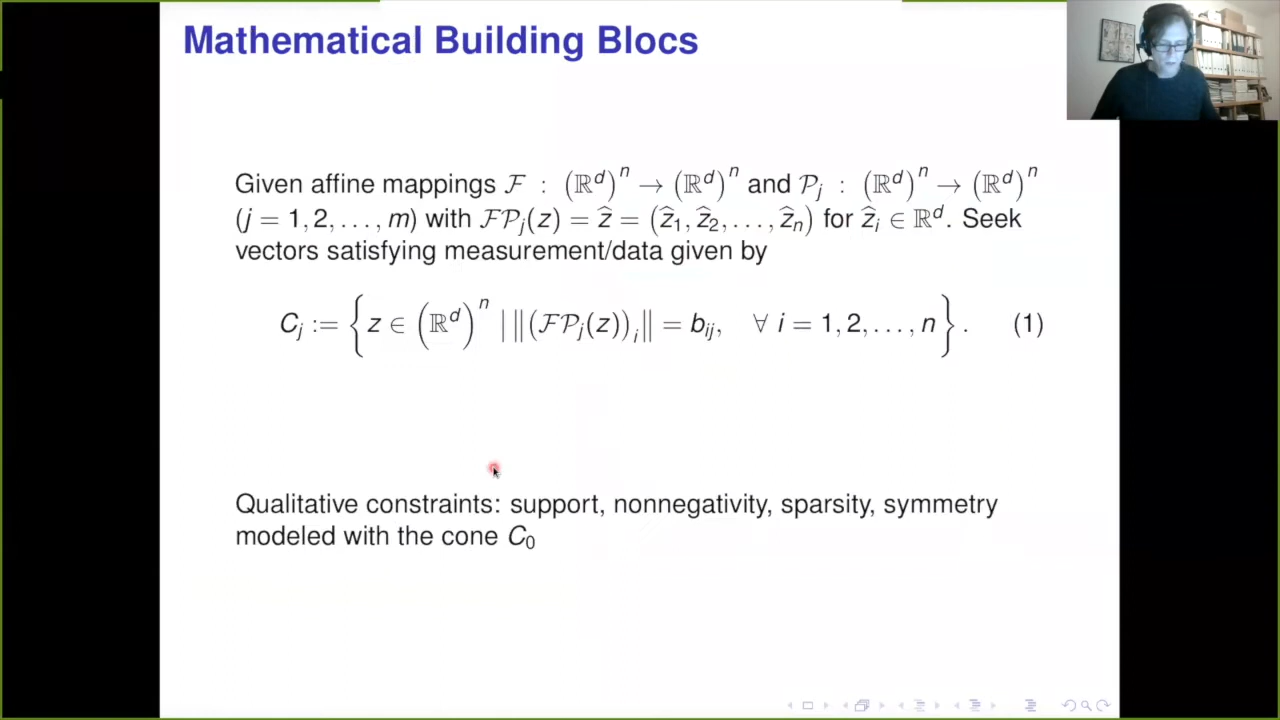 Mathematical Building Blocs
Given affine mappings ℱ : (ℝᵈ)ⁿ → (ℝᵈ)ⁿ and 𝒫ⱼ : (ℝᵈ)ⁿ → (ℝᵈ)ⁿ
(j = 1, 2, . . . , m) with ℱ𝒫ⱼ(z) = ẑ = (ẑ₁, ẑ₂, . . . , ẑₙ) for ẑᵢ ∈ ℝᵈ. Seek
vectors satisfying measurement/data given by
Cⱼ := {z ∈ (ℝᵈ)ⁿ | ‖(ℱ𝒫ⱼ(z))ᵢ‖ = bᵢⱼ, ∀ i = 1, 2, . . . , n}. (1)
Qualitative constraints: support, nonnegativity, sparsity, symmetry
modeled with the cone C₀